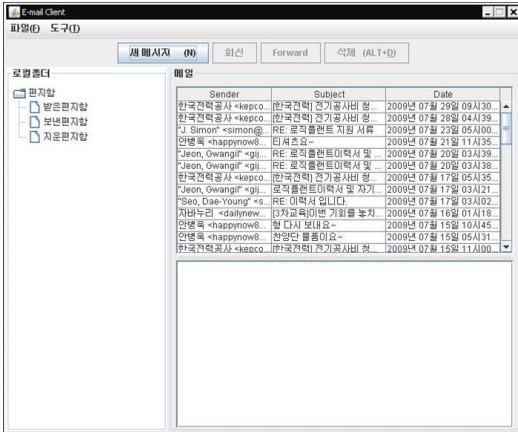 E-mail Client
파일(F) 도구(T)
새 메시지 (N) 회신 Forward 삭제 (ALT+D)
로컬폴더
편지함
받은편지함
보낸편지함
지운편지함
메일
Sender Subject Date
한국전력공사 <kepco... [한국전력] 전기공사비 청... 2009년 07월 29일 09시30...
한국전력공사 <kepco... [한국전력] 전기공사비 청... 2009년 07월 28일 04시39...
"J. Simon" <simon@... RE: 로직플랜트 지원 서류 2009년 07월 23일 05시00...
안병욱 <happynow8... 티셔츠요~ 2009년 07월 21일 11시35...
"Jeon, Gwangil" <gij... RE: 로직플랜트이력서 및 ... 2009년 07월 20일 03시39...
"Jeon, Gwangil" <gij... RE: 로직플랜트이력서 및 ... 2009년 07월 20일 03시38...
한국전력공사 <kepco... [한국전력] 전기공사비 청... 2009년 07월 17일 05시35...
"Jeon, Gwangil" <gij... 로직플랜트이력서 및 자기... 2009년 07월 17일 03시21...
"Seo, Dae-Young" <s... RE: 이력서 입니다. 2009년 07월 17일 03시02...
자바누리 <dailynew... [3차교육]이번 기회를 놓치... 2009년 07월 16일 01시18...
안병욱 <happynow8... 형 다시 보내요~ 2009년 07월 15일 10시45...
안병욱 <happynow8... 찬양단 물품이요~ 2009년 07월 15일 05시31...
한국전력공사 <kepco... [한국전력] 전기공사비 청... 2009년 07월 15일 11시00...